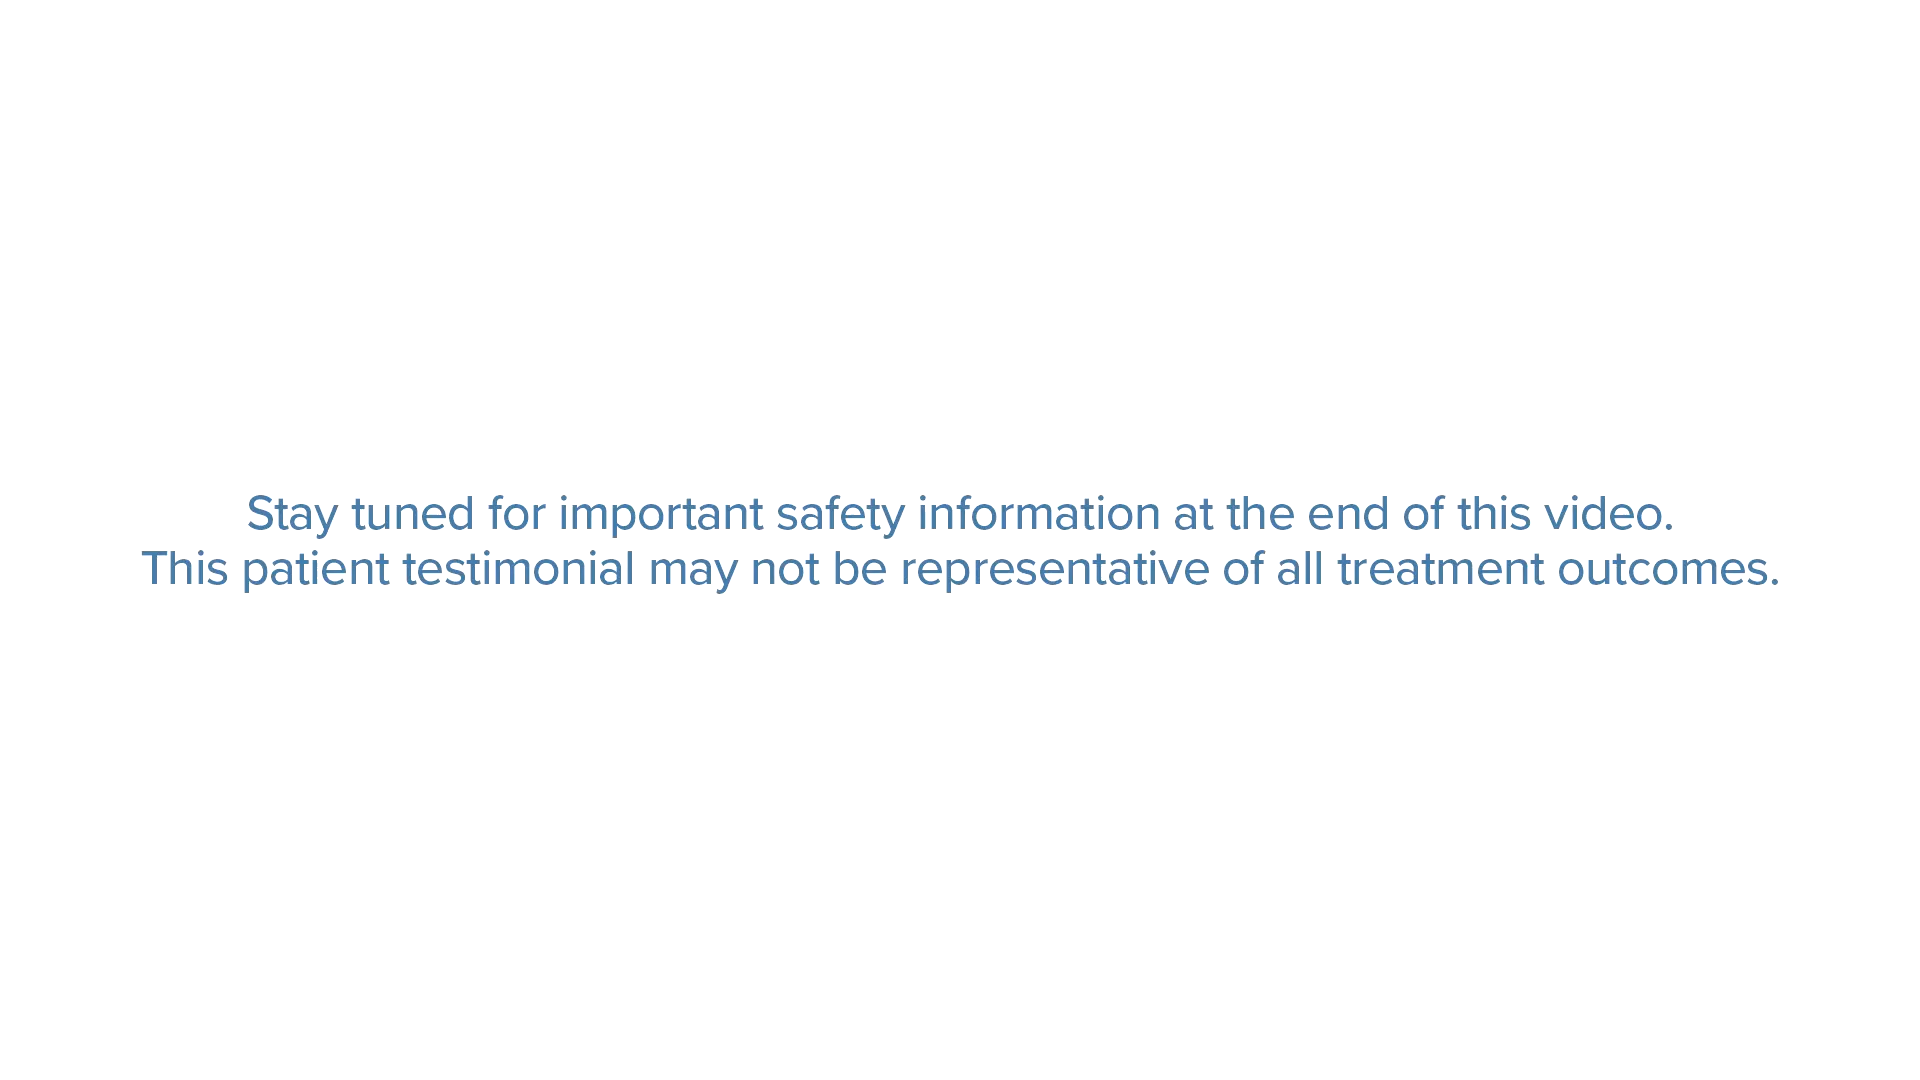 Stay tuned for important safety information at the end of this video.
This patient testimonial may not be representative of all treatment outcomes.